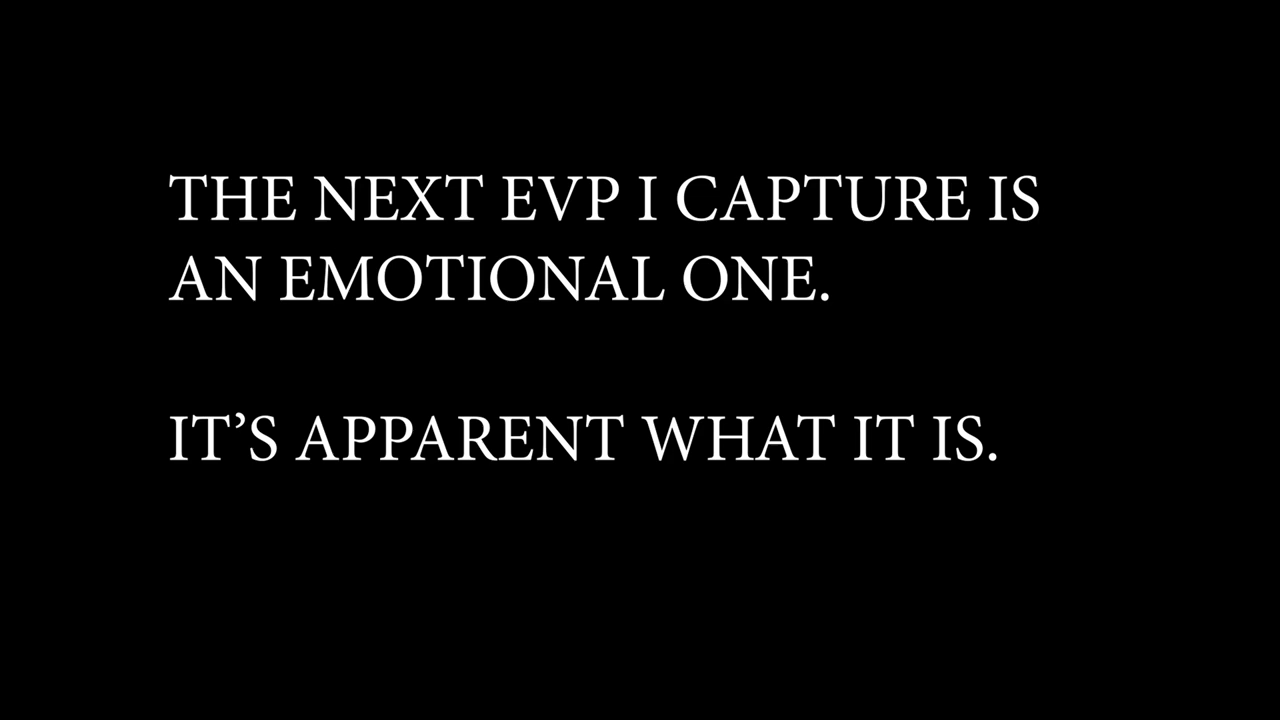 THE NEXT EVP I CAPTURE IS
AN EMOTIONAL ONE.
IT’S APPARENT WHAT IT IS.